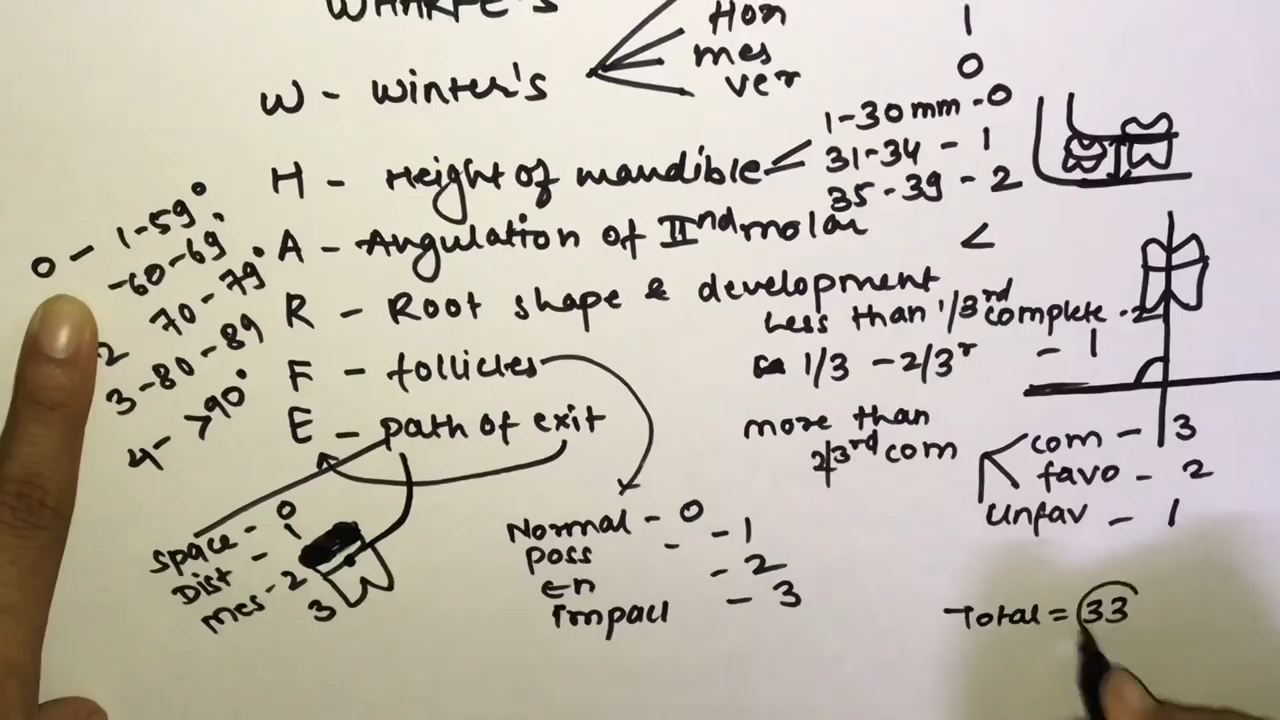 WHARFE's
Hor 1
mes 0
ver
W - Winter's
1-30mm - 0
31-34 - 1
35-39 - 2
H - Height of mandible
A - Angulation of IInd molar <
0 - 1-59°
-60-69°
70-79°
2
3-80-89
4- >90°
R - Root shape & development
Less than 1/3rd complete - 2
1/3 - 2/3r - 1
more than
2/3rd com
com - 3
favo - 2
unfav - 1
F - follicles
E - path of exit
Space - 0
Dist - 1
mes - 2
3
Normal - 0
Poss - - 1
En - 2
Impact - 3
Total = 33